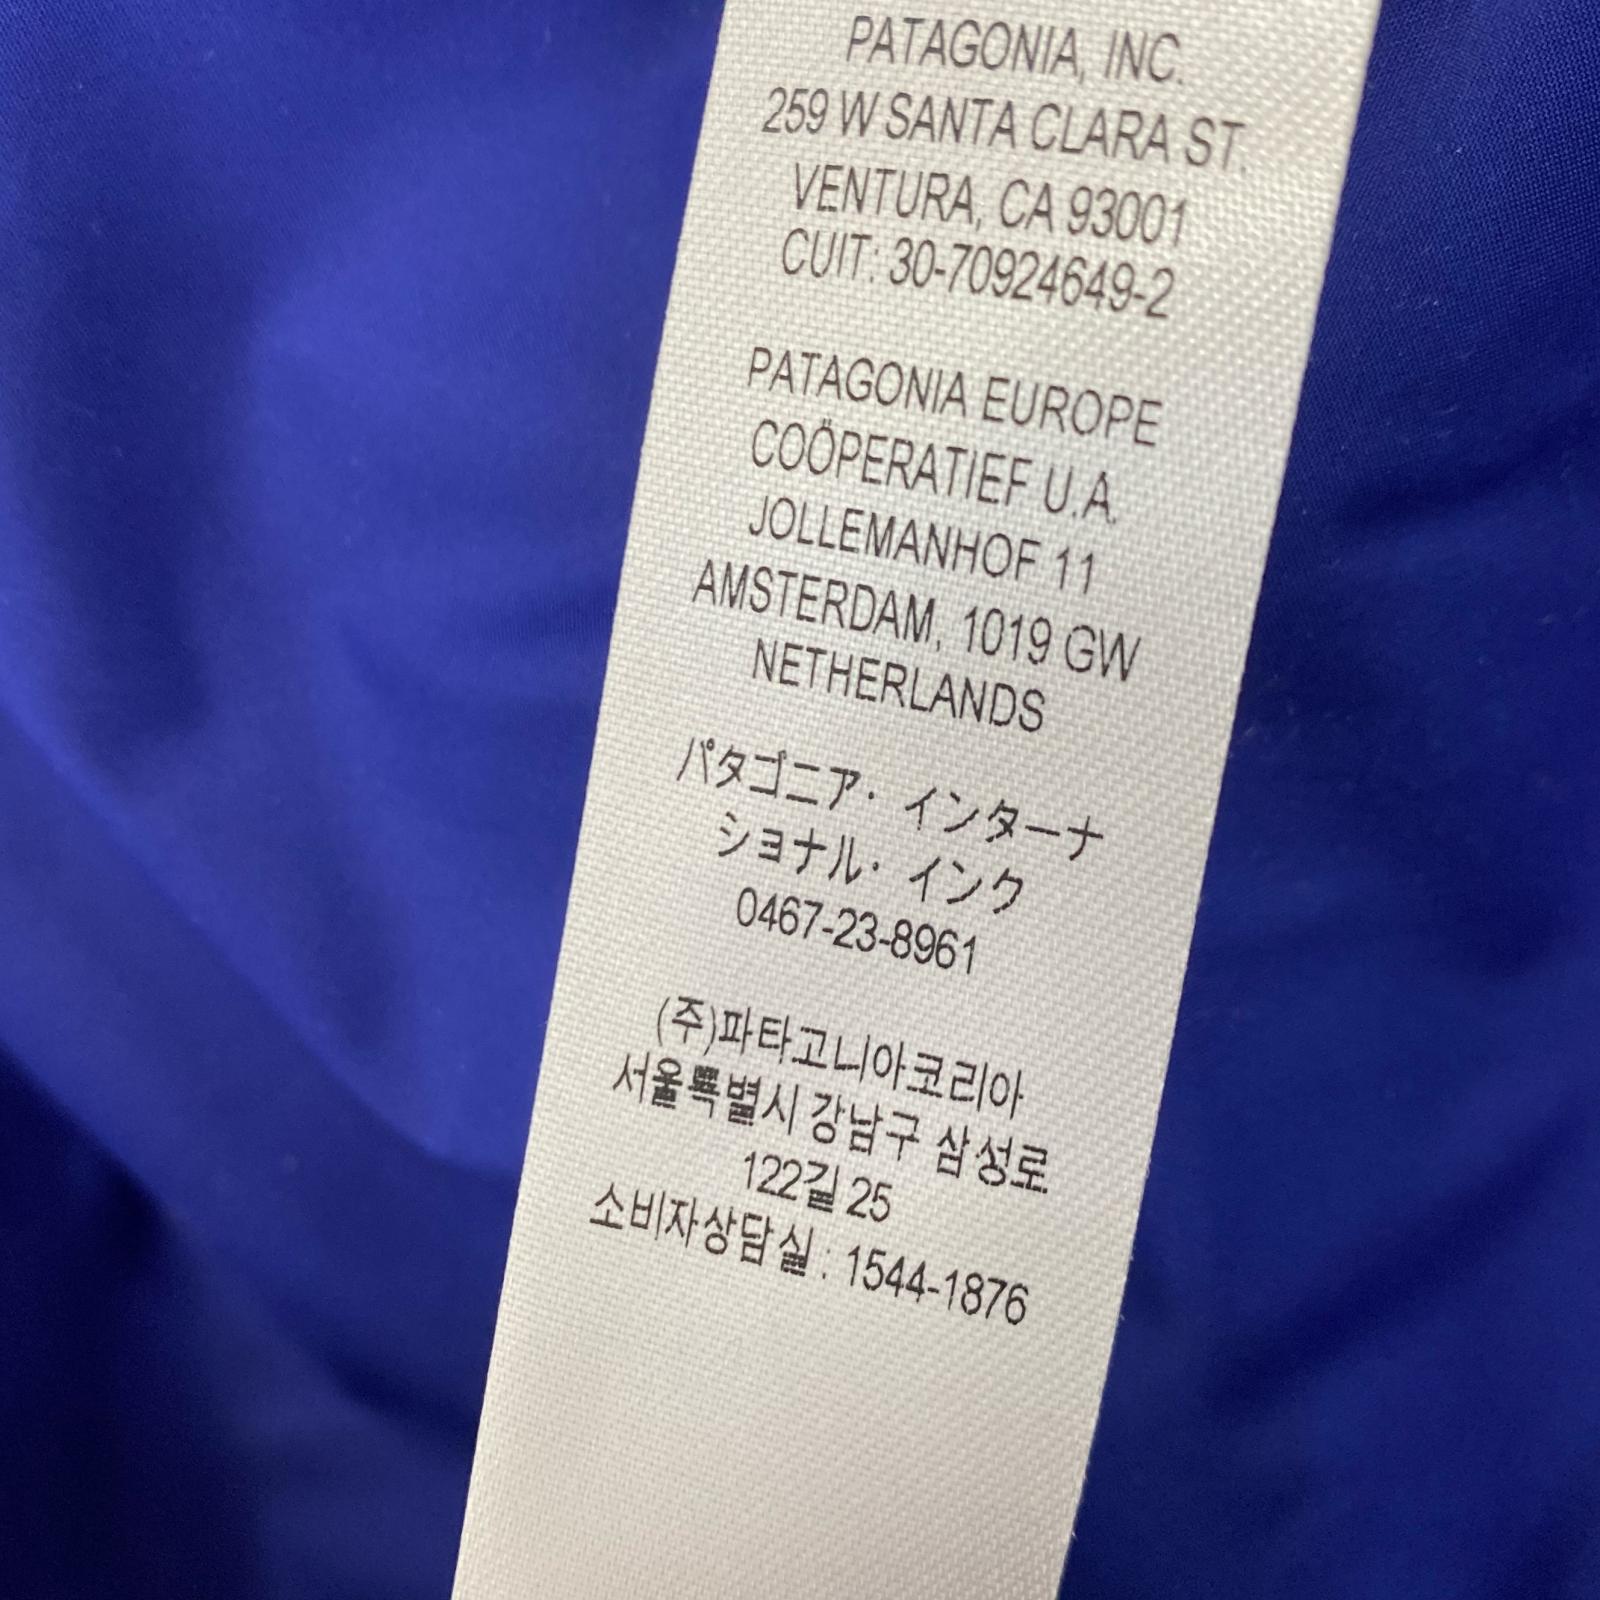 PATAGONIA, INC.
259 W SANTA CLARA ST.
VENTURA, CA 93001
CUIT: 30-70924649-2
PATAGONIA EUROPE
COÖPERATIEF U.A.
JOLLEMANHOF 11
AMSTERDAM, 1019 GW
NETHERLANDS
パタゴニア・インターナ
ショナル・インク
0467-23-8961
(주)파타고니아코리아
서울특별시 강남구 삼성로
122길 25
소비자상담실 : 1544-1876